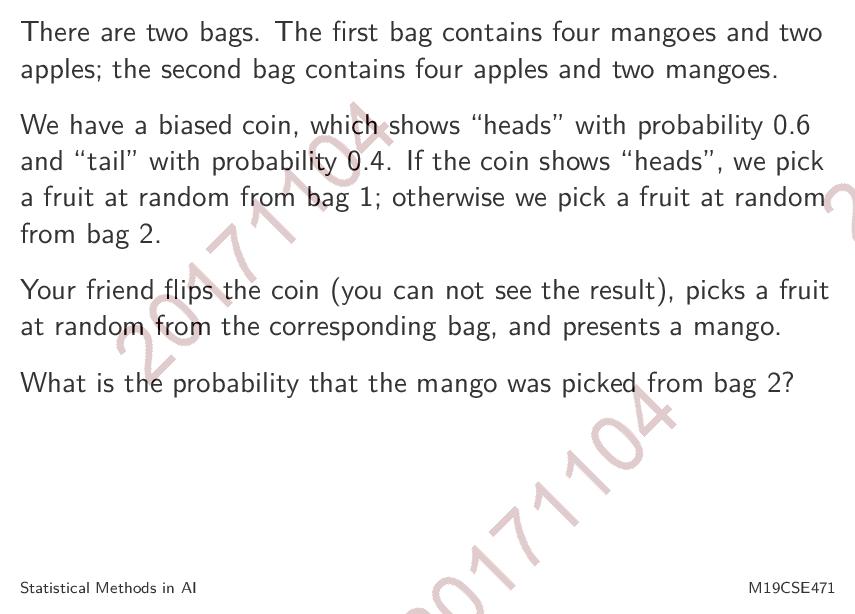 There are two bags. The first bag contains four mangoes and two
apples; the second bag contains four apples and two mangoes.
We have a biased coin, which shows “heads” with probability 0.6
and “tail” with probability 0.4. If the coin shows “heads”, we pick
a fruit at random from bag 1; otherwise we pick a fruit at random
from bag 2.
Your friend flips the coin (you can not see the result), picks a fruit
at random from the corresponding bag, and presents a mango.
What is the probability that the mango was picked from bag 2?
20171104
20171104
2
Statistical Methods in AI
M19CSE471